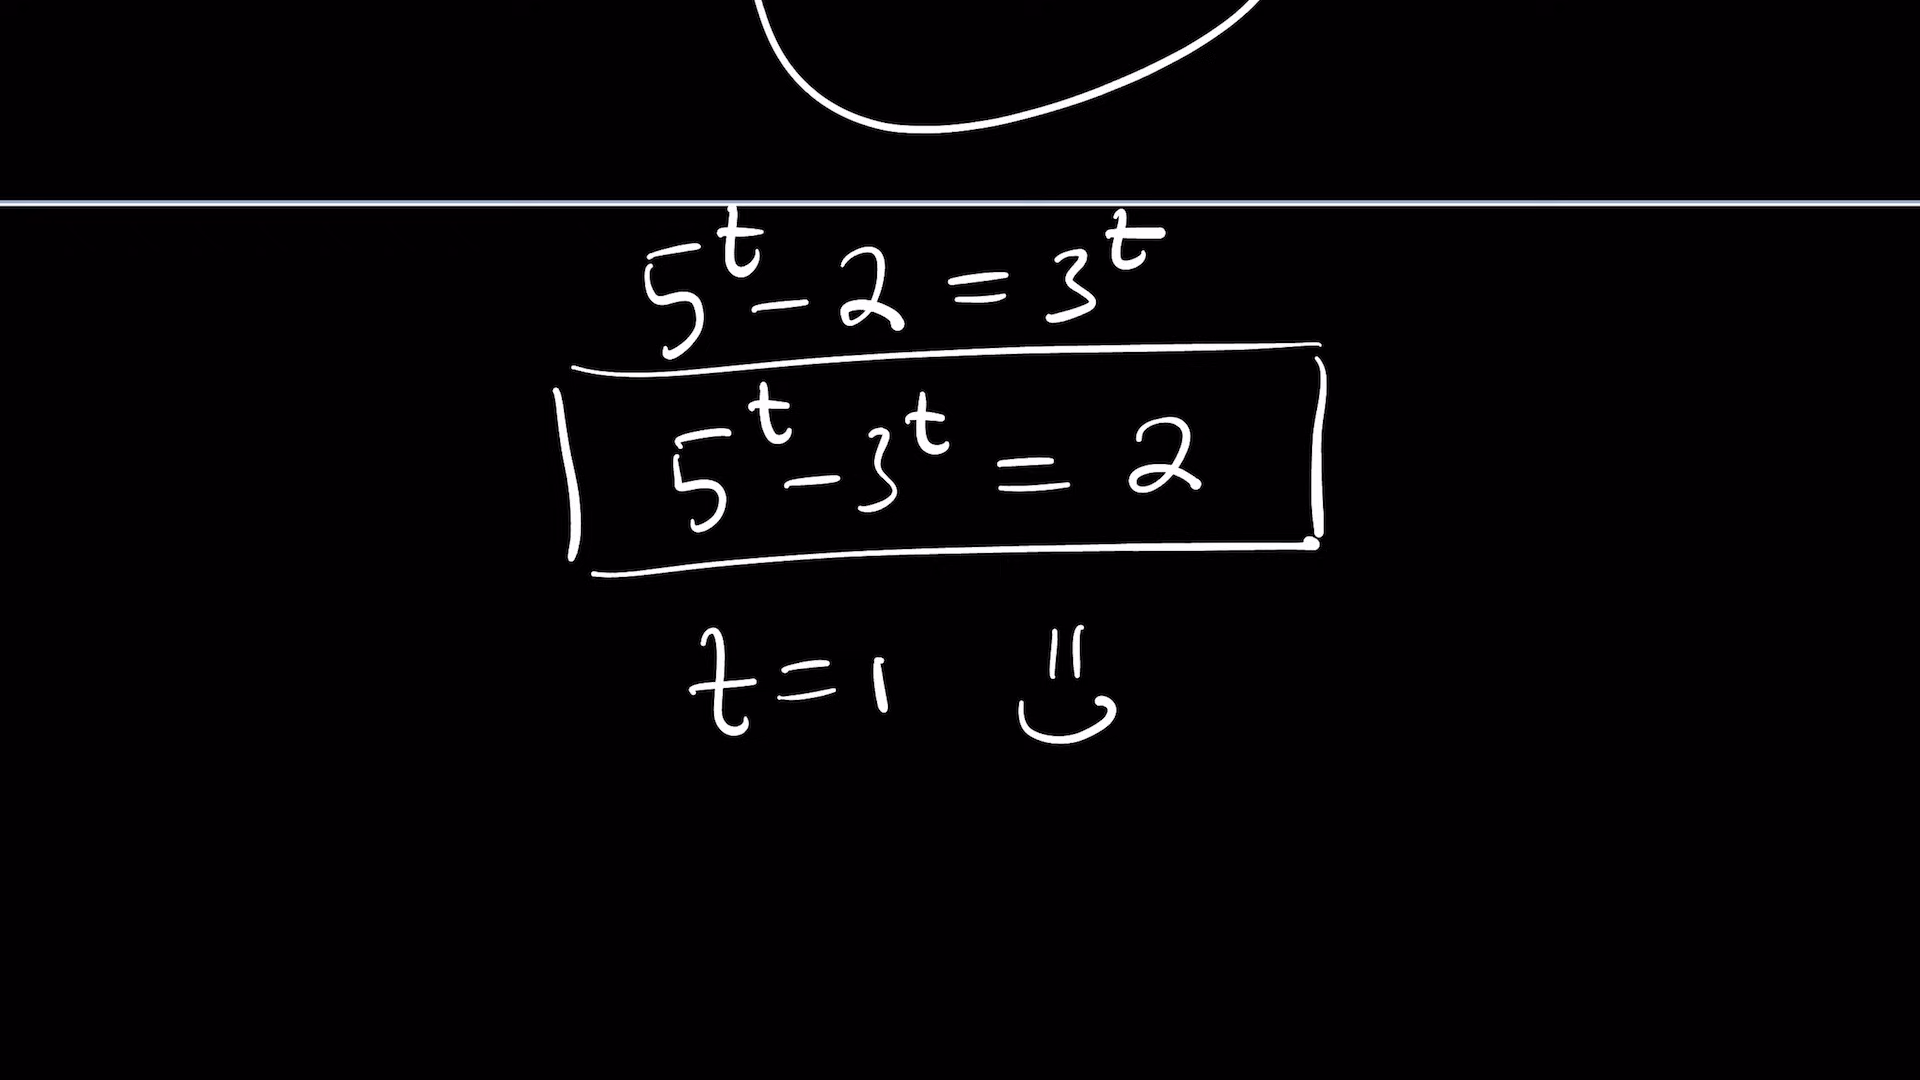 5^t - 2 = 3^t
5^t - 3^t = 2
t = 1